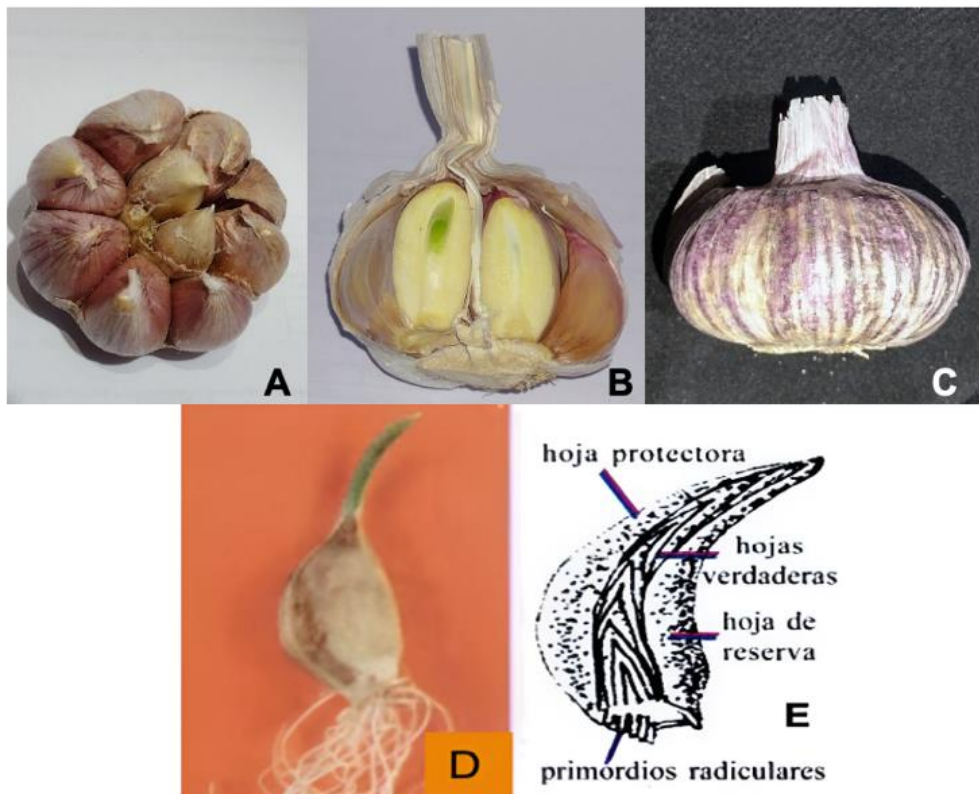 A
B
C
D
hoja protectora
hojas
verdaderas
hoja de
reserva
E
primordios radiculares